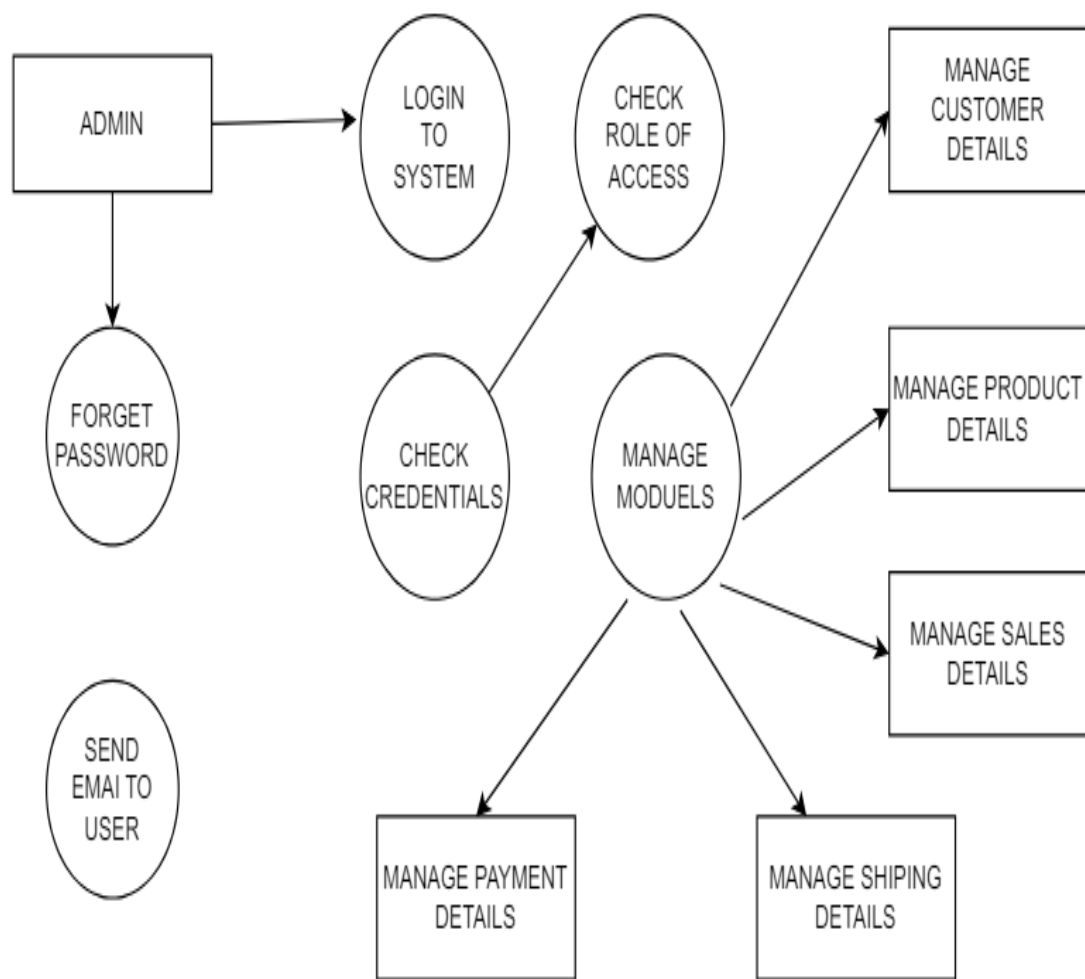 ADMIN
LOGIN
TO
SYSTEM
CHECK
ROLE OF
ACCESS
MANAGE
CUSTOMER
DETAILS
FORGET
PASSWORD
CHECK
CREDENTIALS
MANAGE
MODUELS
MANAGE PRODUCT
DETAILS
MANAGE SALES
DETAILS
SEND
EMAI TO
USER
MANAGE PAYMENT
DETAILS
MANAGE SHIPING
DETAILS